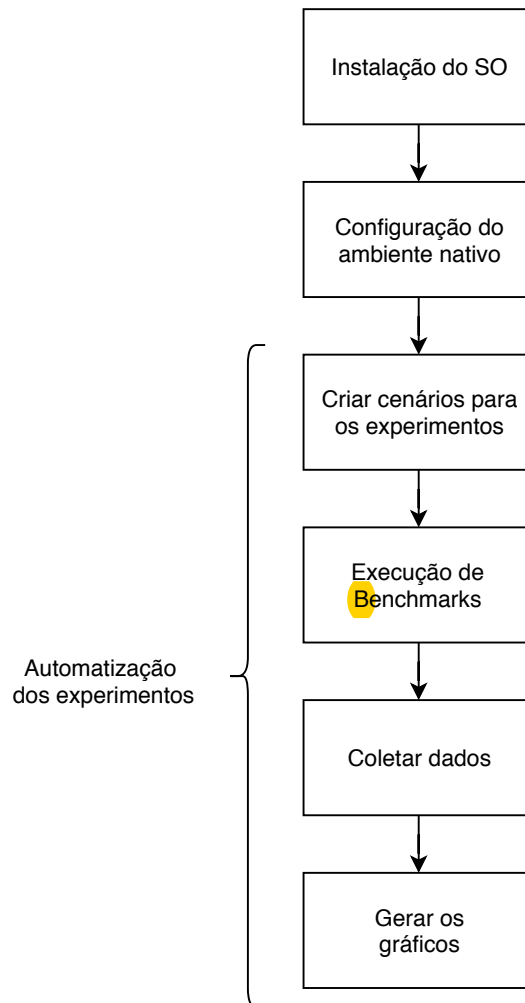 Instalação do SO
Configuração do
ambiente nativo
Criar cenários para
os experimentos
Execução de
Benchmarks
Automatização
dos experimentos
Coletar dados
Gerar os
gráficos